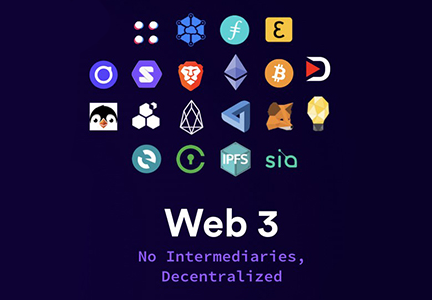 IPFS
sia
Web 3
No Intermediaries,
Decentralized